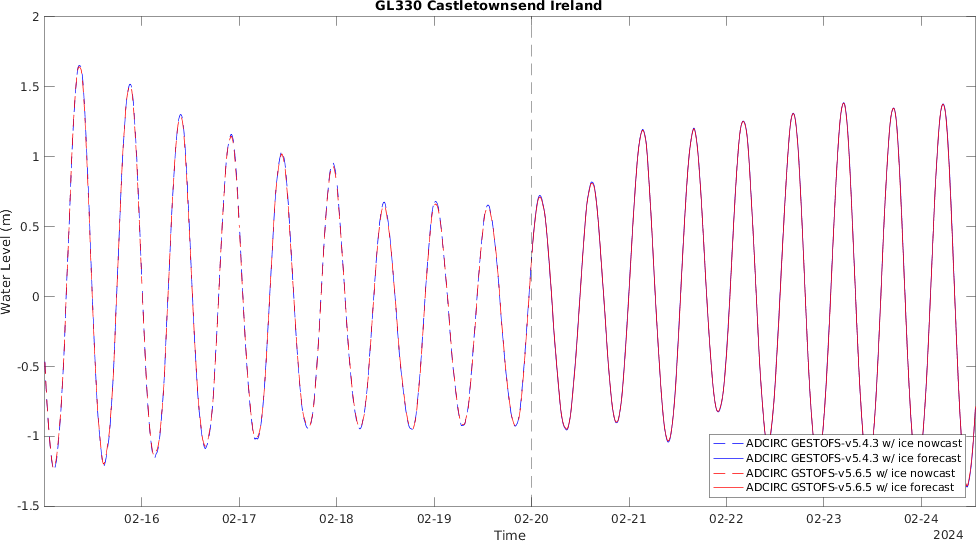 GL330 Castletownsend Ireland
2
1.5
1
0.5
0
-0.5
-1
-1.5
Water Level (m)
ADCIRC GESTOFS-v5.4.3 w/ ice nowcast
ADCIRC GESTOFS-v5.4.3 w/ ice forecast
ADCIRC GSTOFS-v5.6.5 w/ ice nowcast
ADCIRC GSTOFS-v5.6.5 w/ ice forecast
02-16 02-17 02-18 02-19 02-20 02-21 02-22 02-23 02-24
Time
2024